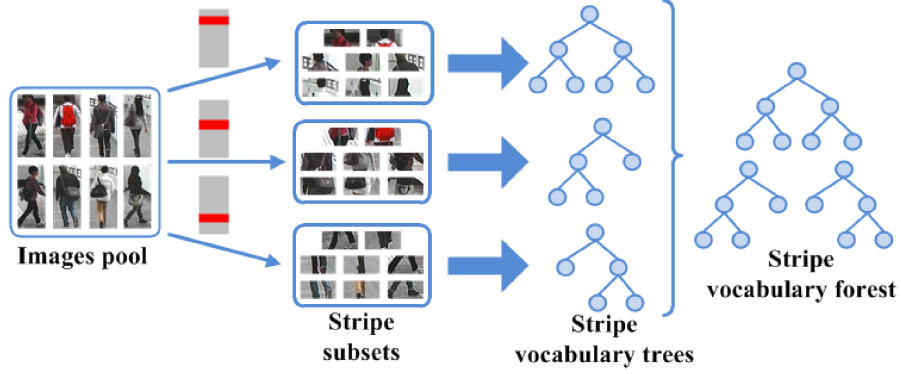 Images pool
Stripe
subsets
Stripe
vocabulary trees
Stripe
vocabulary forest